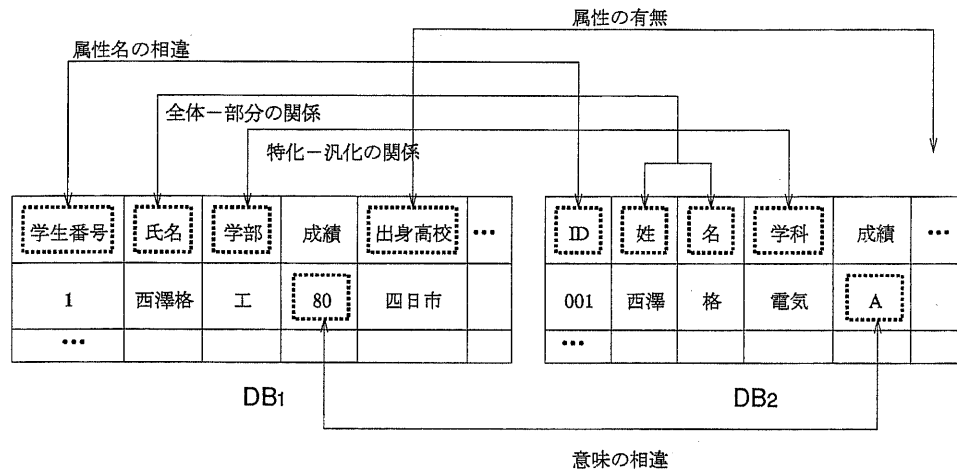 属性の有無
属性名の相違
全体－部分の関係
特化－汎化の関係
学生番号 氏名 学部 成績 出身高校 …
1 西澤格 工 80 四日市
…
DB1
ID 姓 名 学科 成績 …
001 西澤 格 電気 A
…
DB2
意味の相違